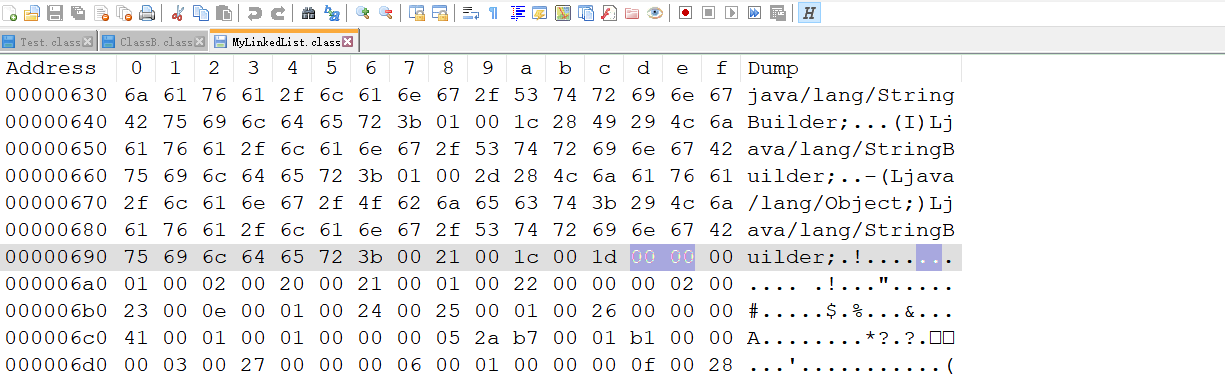 Test.class ClassB.class MyLinkedList.class
Address 0 1 2 3 4 5 6 7 8 9 a b c d e f Dump
00000630 6a 61 76 61 2f 6c 61 6e 67 2f 53 74 72 69 6e 67 java/lang/String
00000640 42 75 69 6c 64 65 72 3b 01 00 1c 28 49 29 4c 6a Builder;...(I)Lj
00000650 61 76 61 2f 6c 61 6e 67 2f 53 74 72 69 6e 67 42 ava/lang/StringB
00000660 75 69 6c 64 65 72 3b 01 00 2d 28 4c 6a 61 76 61 uilder;..-(Ljava
00000670 2f 6c 61 6e 67 2f 4f 62 6a 65 63 74 3b 29 4c 6a /lang/Object;)Lj
00000680 61 76 61 2f 6c 61 6e 67 2f 53 74 72 69 6e 67 42 ava/lang/StringB
00000690 75 69 6c 64 65 72 3b 00 21 00 1c 00 1d 00 00 00 uilder;.!.......
000006a0 01 00 02 00 20 00 21 00 01 00 22 00 00 00 02 00 .... .!...".....
000006b0 23 00 0e 00 01 00 24 00 25 00 01 00 26 00 00 00 #.....$.%...&...
000006c0 41 00 01 00 01 00 00 00 05 2a b7 00 01 b1 00 00 A........*?.?.□□
000006d0 00 03 00 27 00 00 00 06 00 01 00 00 00 0f 00 28 ...'...........(